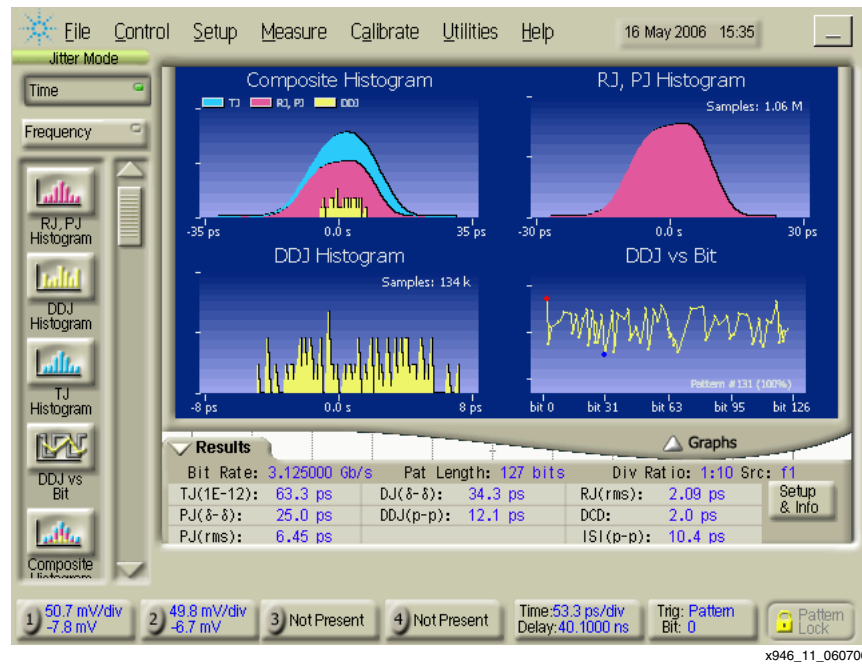 File Control Setup Measure Calibrate Utilities Help 16 May 2006 15:35
Jitter Mode
Time
Frequency
RJ, PJ
Histogram
DDJ
Histogram
TJ
Histogram
DDJ vs
Bit
Composite
Histogram
Composite Histogram
TJ RJ, PJ DDJ
-35 ps 0.0 s 35 ps
RJ, PJ Histogram
Samples: 1.06 M
-30 ps 0.0 s 30 ps
DDJ Histogram
Samples: 134 k
-8 ps 0.0 s 8 ps
DDJ vs Bit
Pattern #131 (100%)
bit 0 bit 31 bit 63 bit 95 bit 126
Results
Graphs
Bit Rate: 3.125000 Gb/s Pat Length: 127 bits Div Ratio: 1:10 Src: f1
TJ(1E-12): 63.3 ps DJ(δ-δ): 34.3 ps RJ(rms): 2.09 ps
PJ(δ-δ): 25.0 ps DDJ(p-p): 12.1 ps DCD: 2.0 ps
PJ(rms): 6.45 ps ISI(p-p): 10.4 ps
Setup
& Info
1) 50.7 mV/div
-7.8 mV
2) 49.8 mV/div
-6.7 mV
3) Not Present
4) Not Present
Time:53.3 ps/div
Delay:40.1000 ns
Trig: Pattern
Bit: 0
Pattern
Lock
x946_11_06070